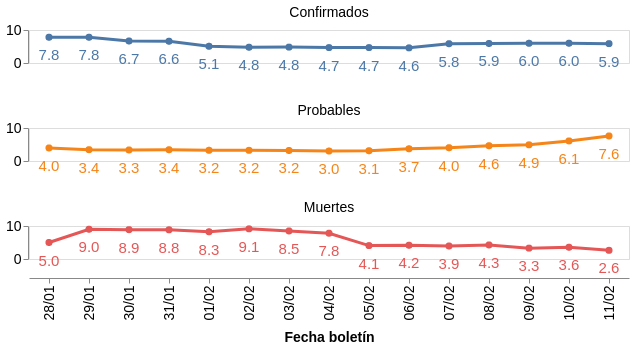 Confirmados
10
0
7.8 7.8 6.7 6.6 5.1 4.8 4.8 4.7 4.7 4.6 5.8 5.9 6.0 6.0 5.9
Probables
10
0
4.0 3.4 3.3 3.4 3.2 3.2 3.2 3.0 3.1 3.7 4.0 4.6 4.9 6.1 7.6
Muertes
10
0
5.0 9.0 8.9 8.8 8.3 9.1 8.5 7.8 4.1 4.2 3.9 4.3 3.3 3.6 2.6
28/01 29/01 30/01 31/01 01/02 02/02 03/02 04/02 05/02 06/02 07/02 08/02 09/02 10/02 11/02
Fecha boletín